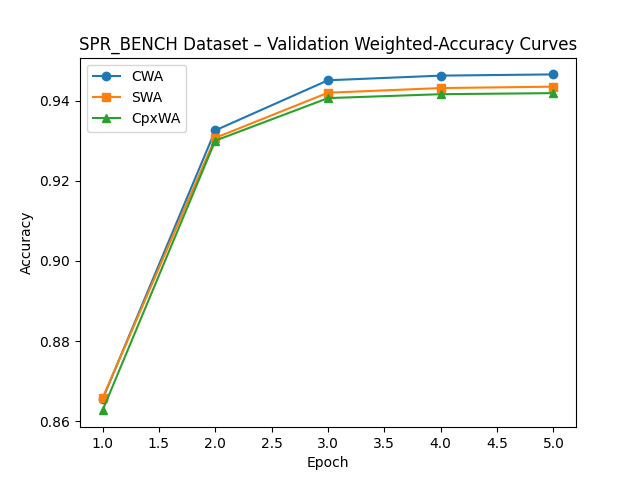 SPR_BENCH Dataset – Validation Weighted-Accuracy Curves
CWA
SWA
CpxWA
Accuracy
0.94
0.92
0.90
0.88
0.86
1.0 1.5 2.0 2.5 3.0 3.5 4.0 4.5 5.0
Epoch